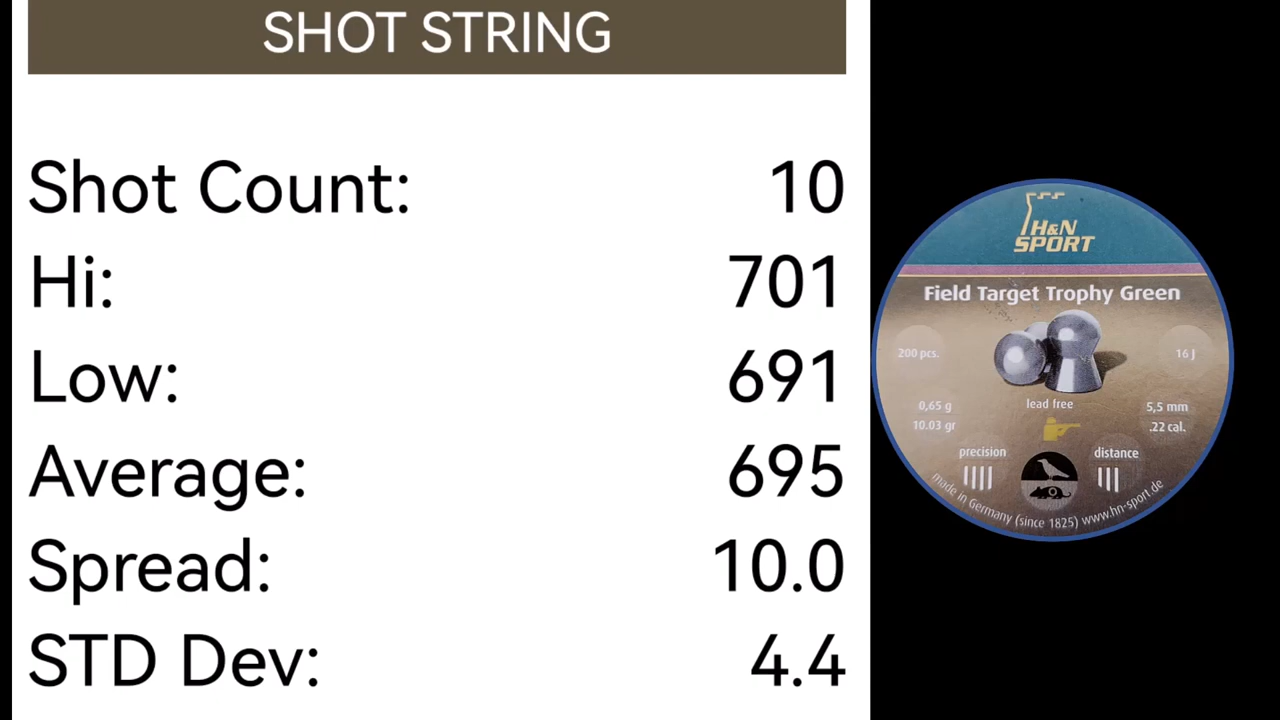 SHOT STRING
Shot Count: 10
Hi: 701
Low: 691
Average: 695
Spread: 10.0
STD Dev: 4.4
H&N
SPORT
Field Target Trophy Green
200 pcs.
16 J
lead free
0,65 g
5,5 mm
10.03 gr
.22 cal.
precision
distance
made in Germany (since 1825) www.hn-sport.de